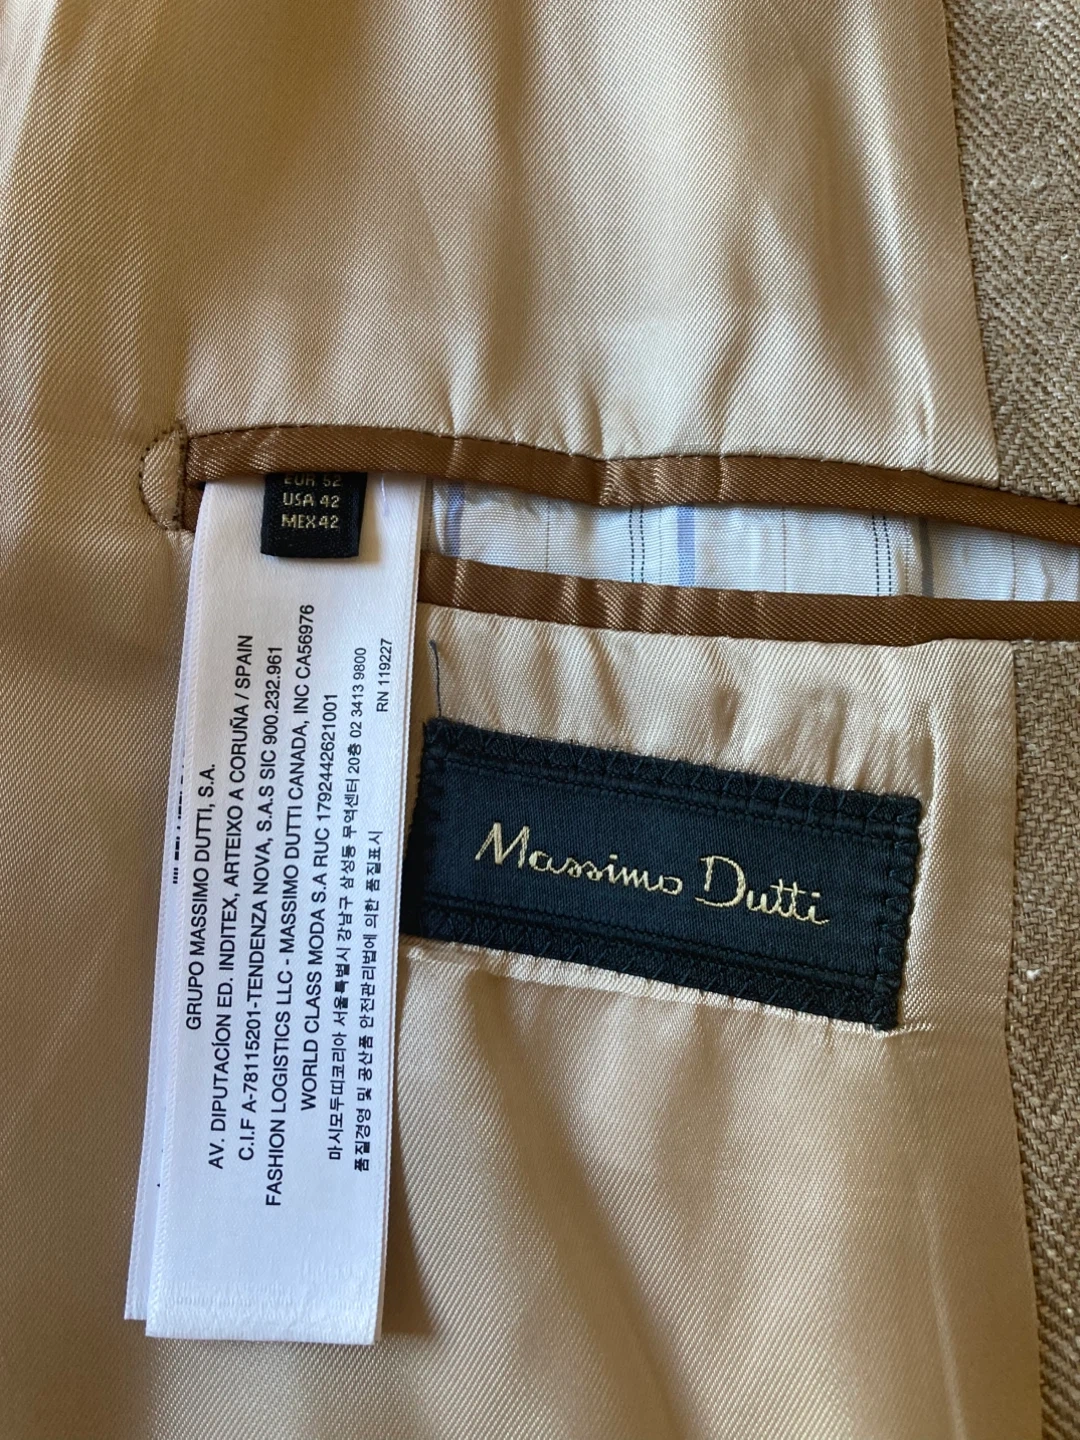 EUR 52
USA 42
MEX 42
GRUPO MASSIMO DUTTI, S.A.
AV. DIPUTACÍON ED. INDITEX, ARTEIXO A CORUÑA / SPAIN
C.I.F A-78115201-TENDENZA NOVA, S.A.S SIC 900.232.961
FASHION LOGISTICS LLC - MASSIMO DUTTI CANADA, INC CA56976
WORLD CLASS MODA S.A RUC 1792442621001
마시모두띠코리아 서울특별시 강남구 삼성동 무역센터 20층 02 3413 9800
품질경영 및 공산품 안전관리법에 의한 품질표시
RN 119227
Massimo Dutti